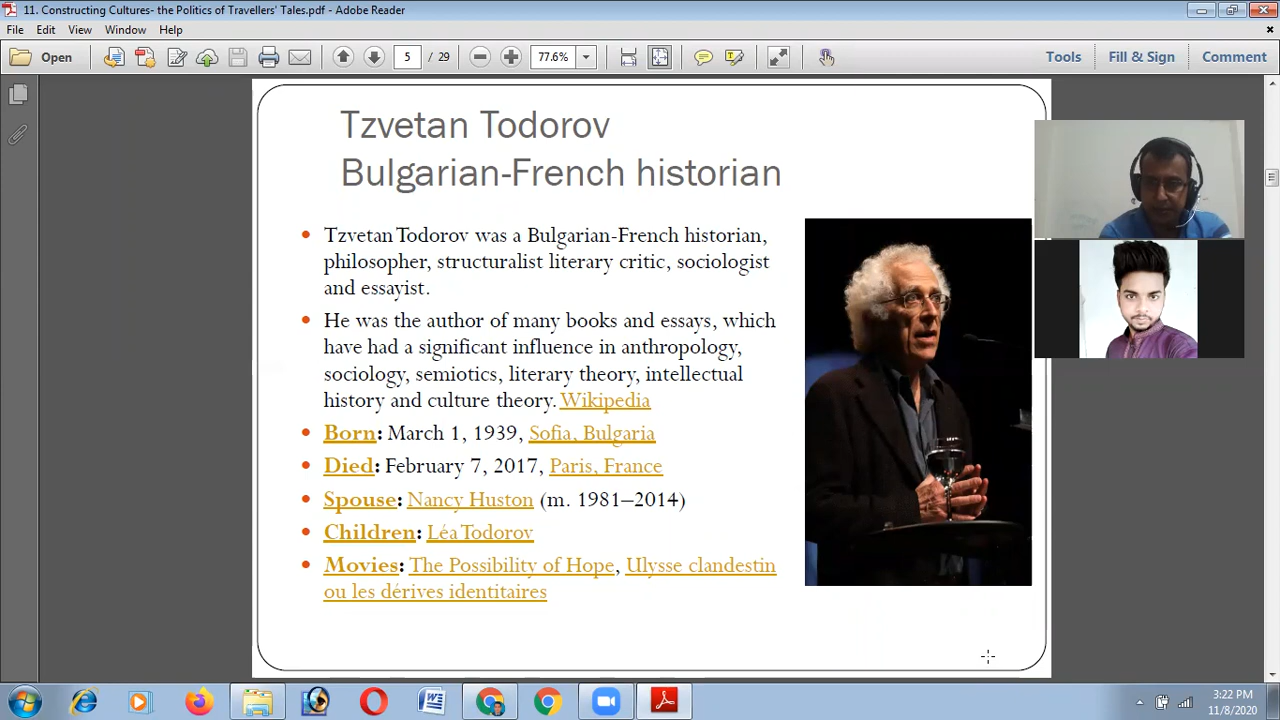 11. Constructing Cultures- the Politics of Travellers' Tales.pdf - Adobe Reader
File Edit View Window Help
Open 5 / 29 77.6% Tools Fill & Sign Comment
Tzvetan Todorov
Bulgarian-French historian
• Tzvetan Todorov was a Bulgarian-French historian,
philosopher, structuralist literary critic, sociologist
and essayist.
• He was the author of many books and essays, which
have had a significant influence in anthropology,
sociology, semiotics, literary theory, intellectual
history and culture theory. Wikipedia
• Born: March 1, 1939, Sofia, Bulgaria
• Died: February 7, 2017, Paris, France
• Spouse: Nancy Huston (m. 1981–2014)
• Children: Léa Todorov
• Movies: The Possibility of Hope, Ulysse clandestin
ou les dérives identitaires
3:22 PM
11/8/2020